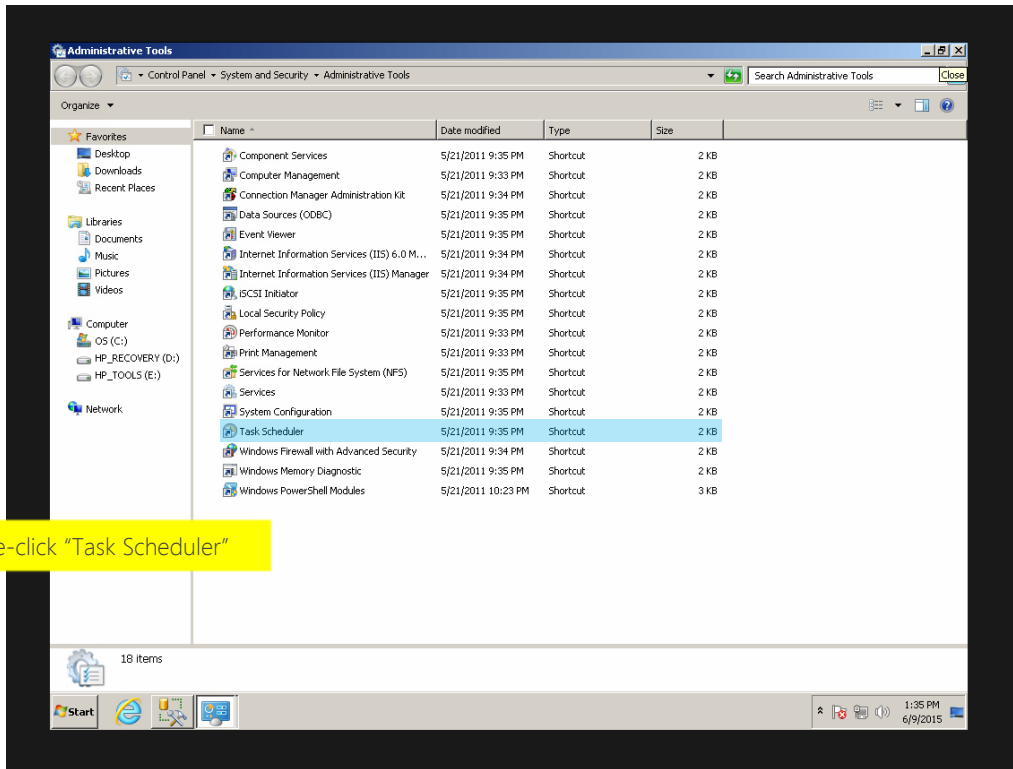 Administrative Tools
Control Panel System and Security Administrative Tools
Search Administrative Tools
Close
Organize
Favorites
Desktop
Downloads
Recent Places
Libraries
Documents
Music
Pictures
Videos
Computer
OS (C:)
HP_RECOVERY (D:)
HP_TOOLS (E:)
Network
Name Date modified Type Size
Component Services 5/21/2011 9:35 PM Shortcut 2 KB
Computer Management 5/21/2011 9:33 PM Shortcut 2 KB
Connection Manager Administration Kit 5/21/2011 9:34 PM Shortcut 2 KB
Data Sources (ODBC) 5/21/2011 9:35 PM Shortcut 2 KB
Event Viewer 5/21/2011 9:35 PM Shortcut 2 KB
Internet Information Services (IIS) 6.0 M... 5/21/2011 9:34 PM Shortcut 2 KB
Internet Information Services (IIS) Manager 5/21/2011 9:34 PM Shortcut 2 KB
iSCSI Initiator 5/21/2011 9:35 PM Shortcut 2 KB
Local Security Policy 5/21/2011 9:35 PM Shortcut 2 KB
Performance Monitor 5/21/2011 9:33 PM Shortcut 2 KB
Print Management 5/21/2011 9:33 PM Shortcut 2 KB
Services for Network File System (NFS) 5/21/2011 9:35 PM Shortcut 2 KB
Services 5/21/2011 9:33 PM Shortcut 2 KB
System Configuration 5/21/2011 9:35 PM Shortcut 2 KB
Task Scheduler 5/21/2011 9:35 PM Shortcut 2 KB
Windows Firewall with Advanced Security 5/21/2011 9:34 PM Shortcut 2 KB
Windows Memory Diagnostic 5/21/2011 9:35 PM Shortcut 2 KB
Windows PowerShell Modules 5/21/2011 10:23 PM Shortcut 3 KB
e-click “Task Scheduler”
18 items
Start
1:35 PM
6/9/2015